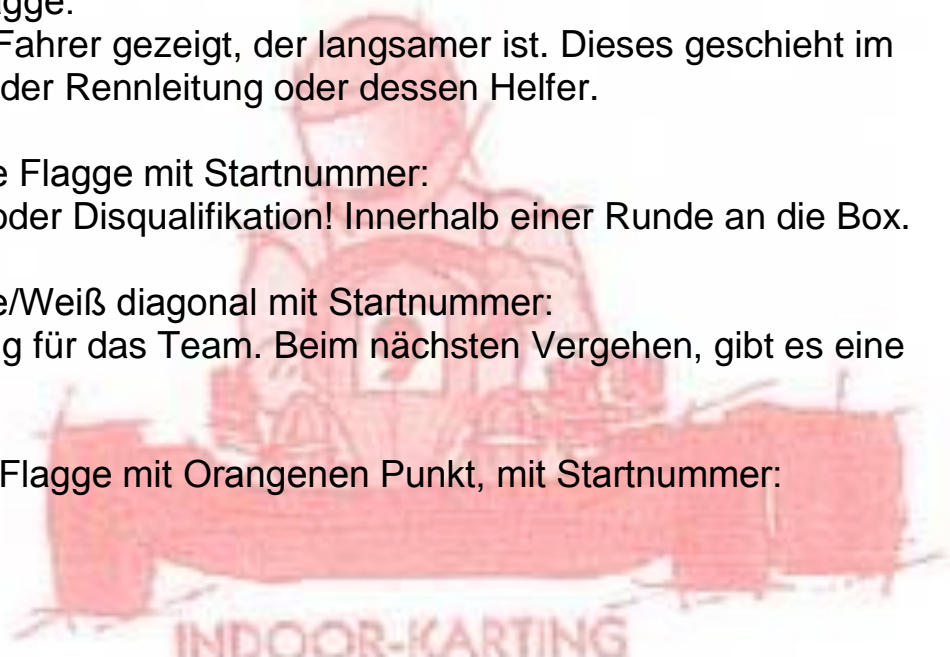 gge:
Fahrer gezeigt, der langsamer ist. Dieses geschieht im
der Rennleitung oder dessen Helfer.
e Flagge mit Startnummer:
oder Disqualifikation! Innerhalb einer Runde an die Box.
e/Weiß diagonal mit Startnummer:
g für das Team. Beim nächsten Vergehen, gibt es eine
Flagge mit Orangenen Punkt, mit Startnummer:
INDOOR-KARTING